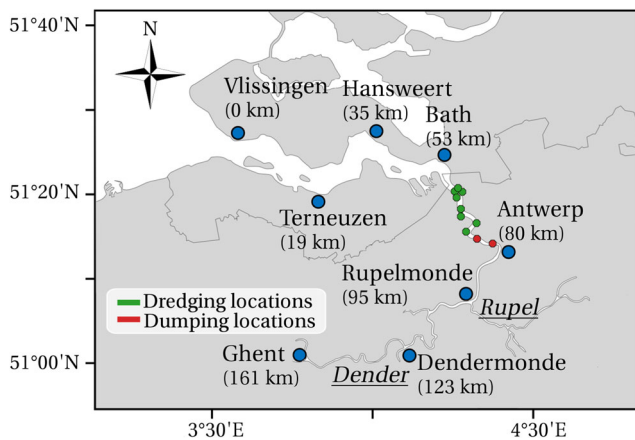 51°40'N
N
Vlissingen
(0 km)
Hansweert
(35 km)
Bath
(53 km)
51°20'N
Terneuzen
(19 km)
Antwerp
(80 km)
Rupelmonde
(95 km)
Rupel
Dredging locations
Dumping locations
51°00'N
Ghent
(161 km)
Dender
Dendermonde
(123 km)
3°30'E
4°30'E